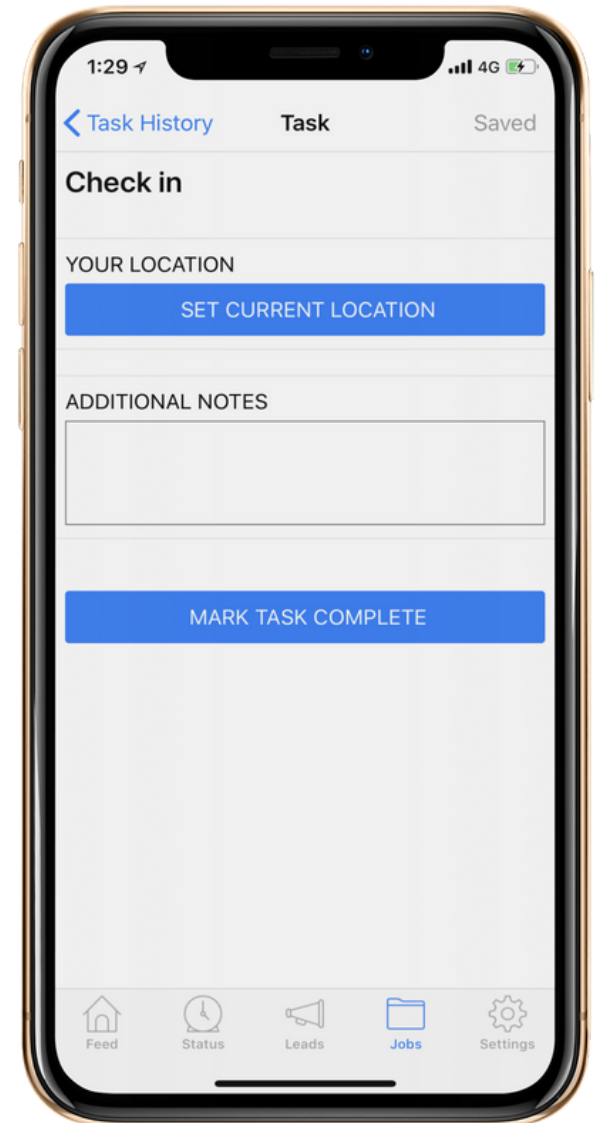 1:29 4G
Task History Task Saved
Check in
YOUR LOCATION
SET CURRENT LOCATION
ADDITIONAL NOTES
MARK TASK COMPLETE
Feed Status Leads Jobs Settings